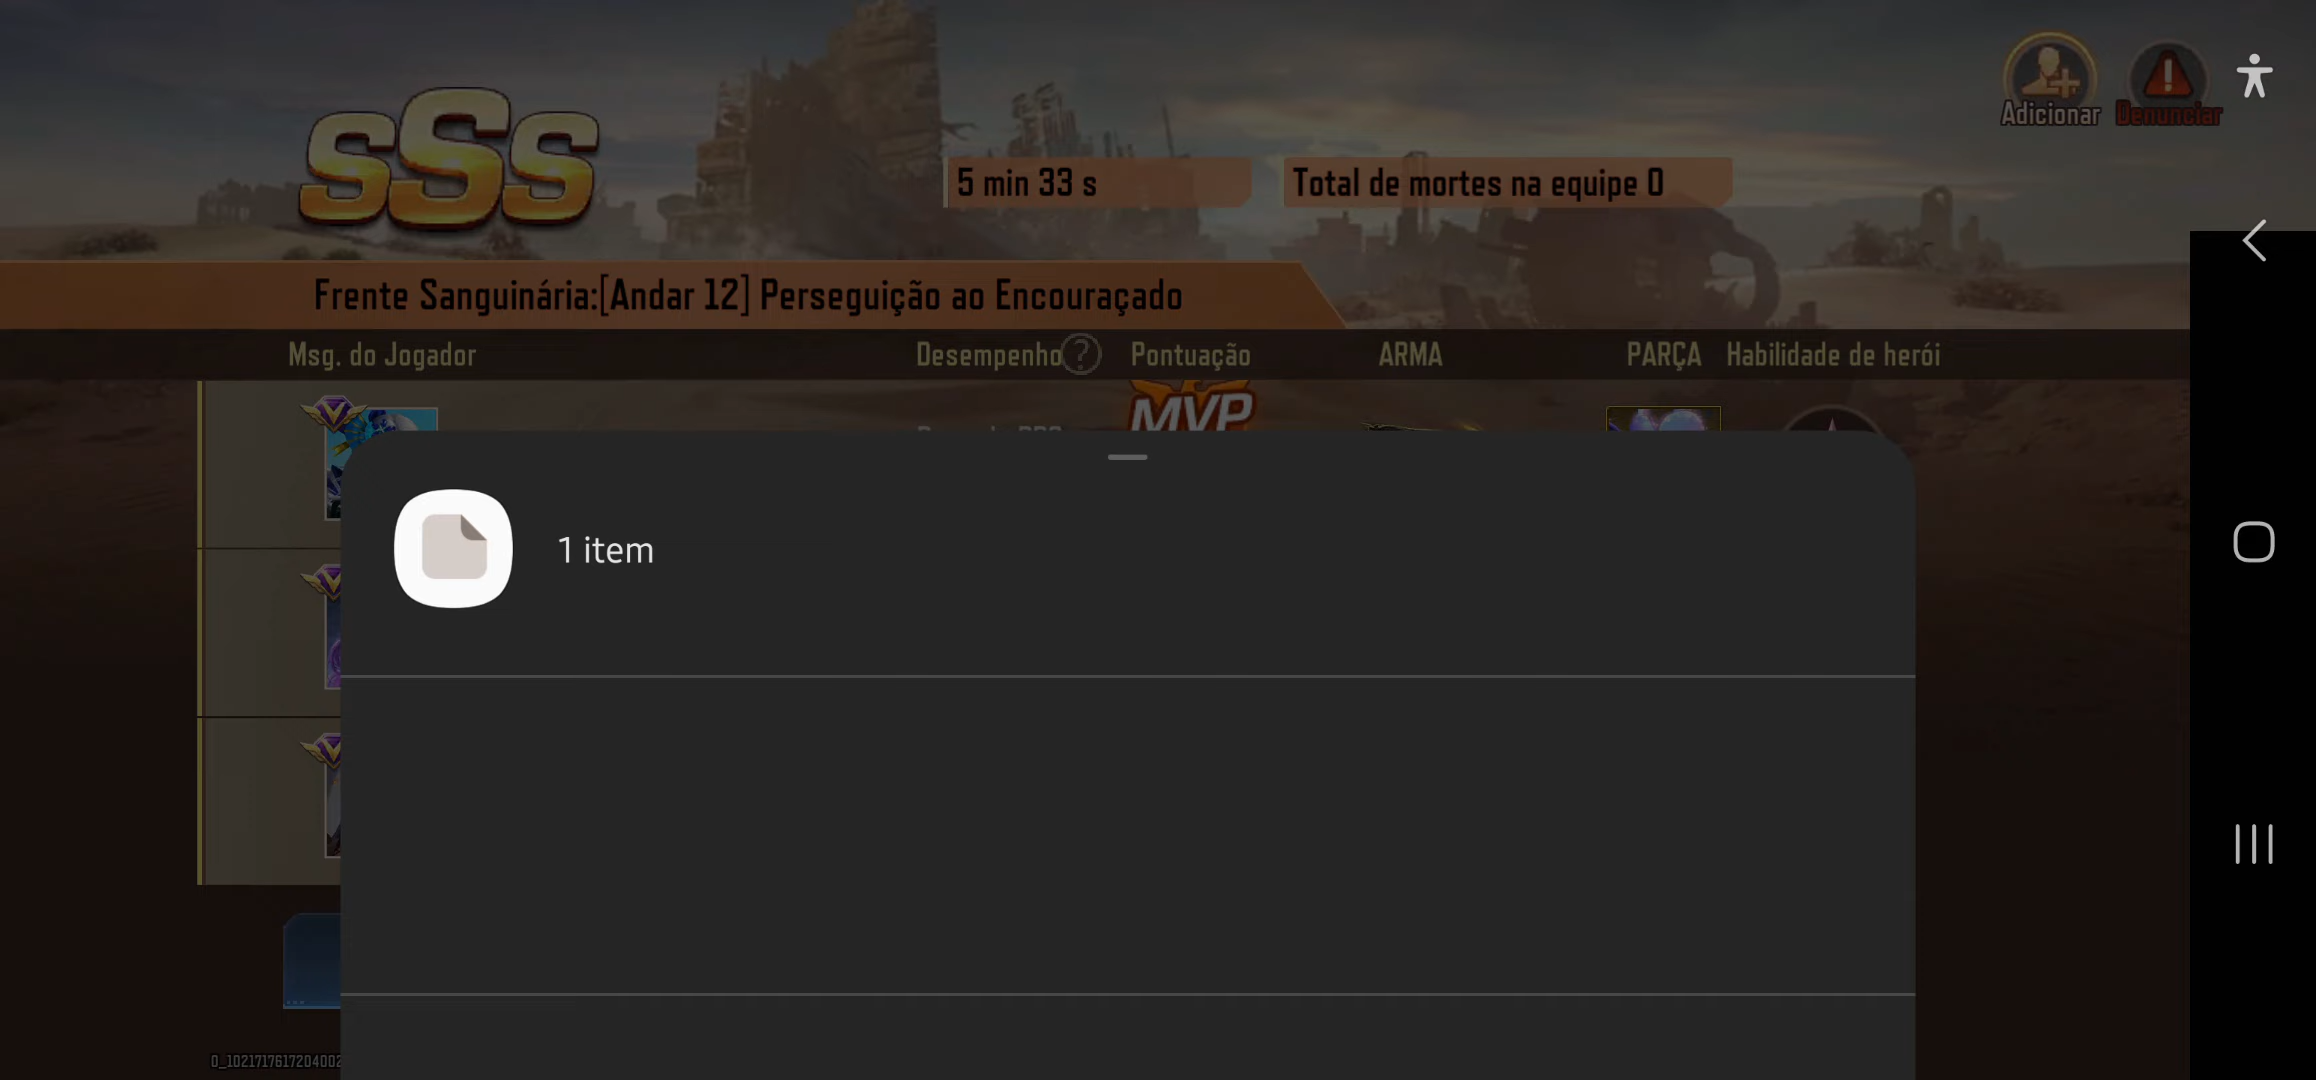 sSs
Adicionar
Denunciar
5 min 33 s
Total de mortes na equipe 0
Frente Sanguinária:[Andar 12] Perseguição ao Encouraçado
Msg. do Jogador
Desempenho ?
Pontuação
ARMA
PARÇA
Habilidade de herói
MVP
1 item
0_1021717617204002